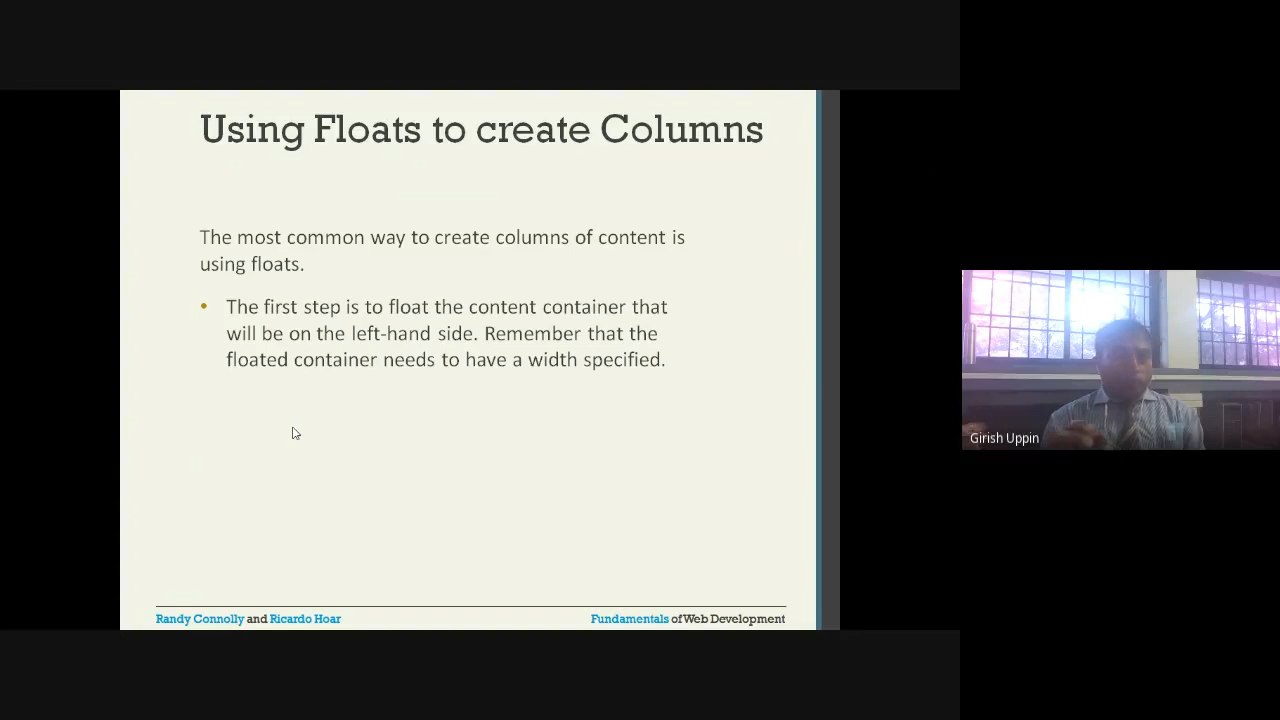 Using Floats to create Columns
The most common way to create columns of content is
using floats.
• The first step is to float the content container that
will be on the left-hand side. Remember that the
floated container needs to have a width specified.
Randy Connolly and Ricardo Hoar
Fundamentals of Web Development
Girish Uppin